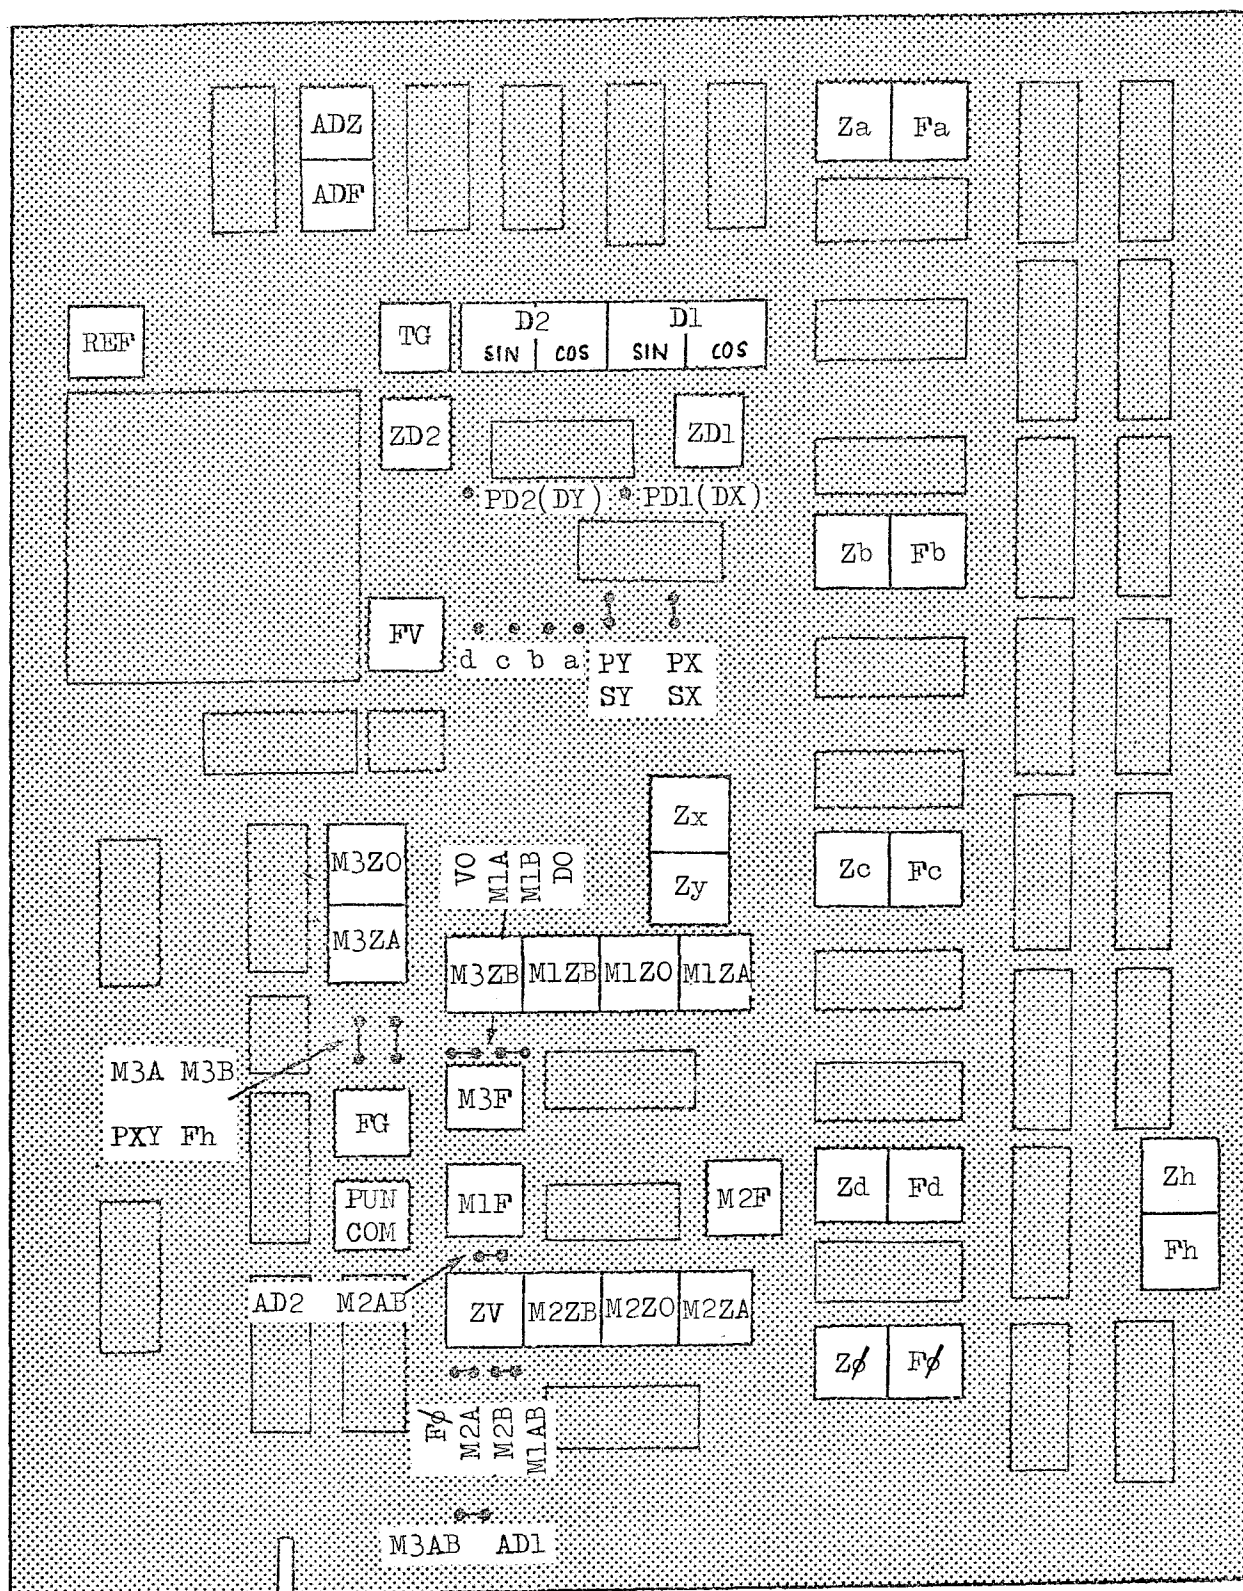 ADZ
Za Fa
ADF
REF
TG
D2 D1
SIN COS SIN COS
ZD2
ZD1
PD2(DY) PD1(DX)
Zb Fb
FV
d c b a PY PX
SY SX
Zx
Zy
M3ZO
M3ZA
VO
M1A
M1B
DO
Zc Fc
M3ZB M1ZB M1ZO M1ZA
M3A M3B
PXY Fh
M3F
FG
M1F
M2F
Zd Fd
Zh
Fh
PUN
COM
AD2 M2AB
ZV M2ZB M2ZO M2ZA
Zø Fø
Fø
M2A
M2B
M1AB
M3AB AD1